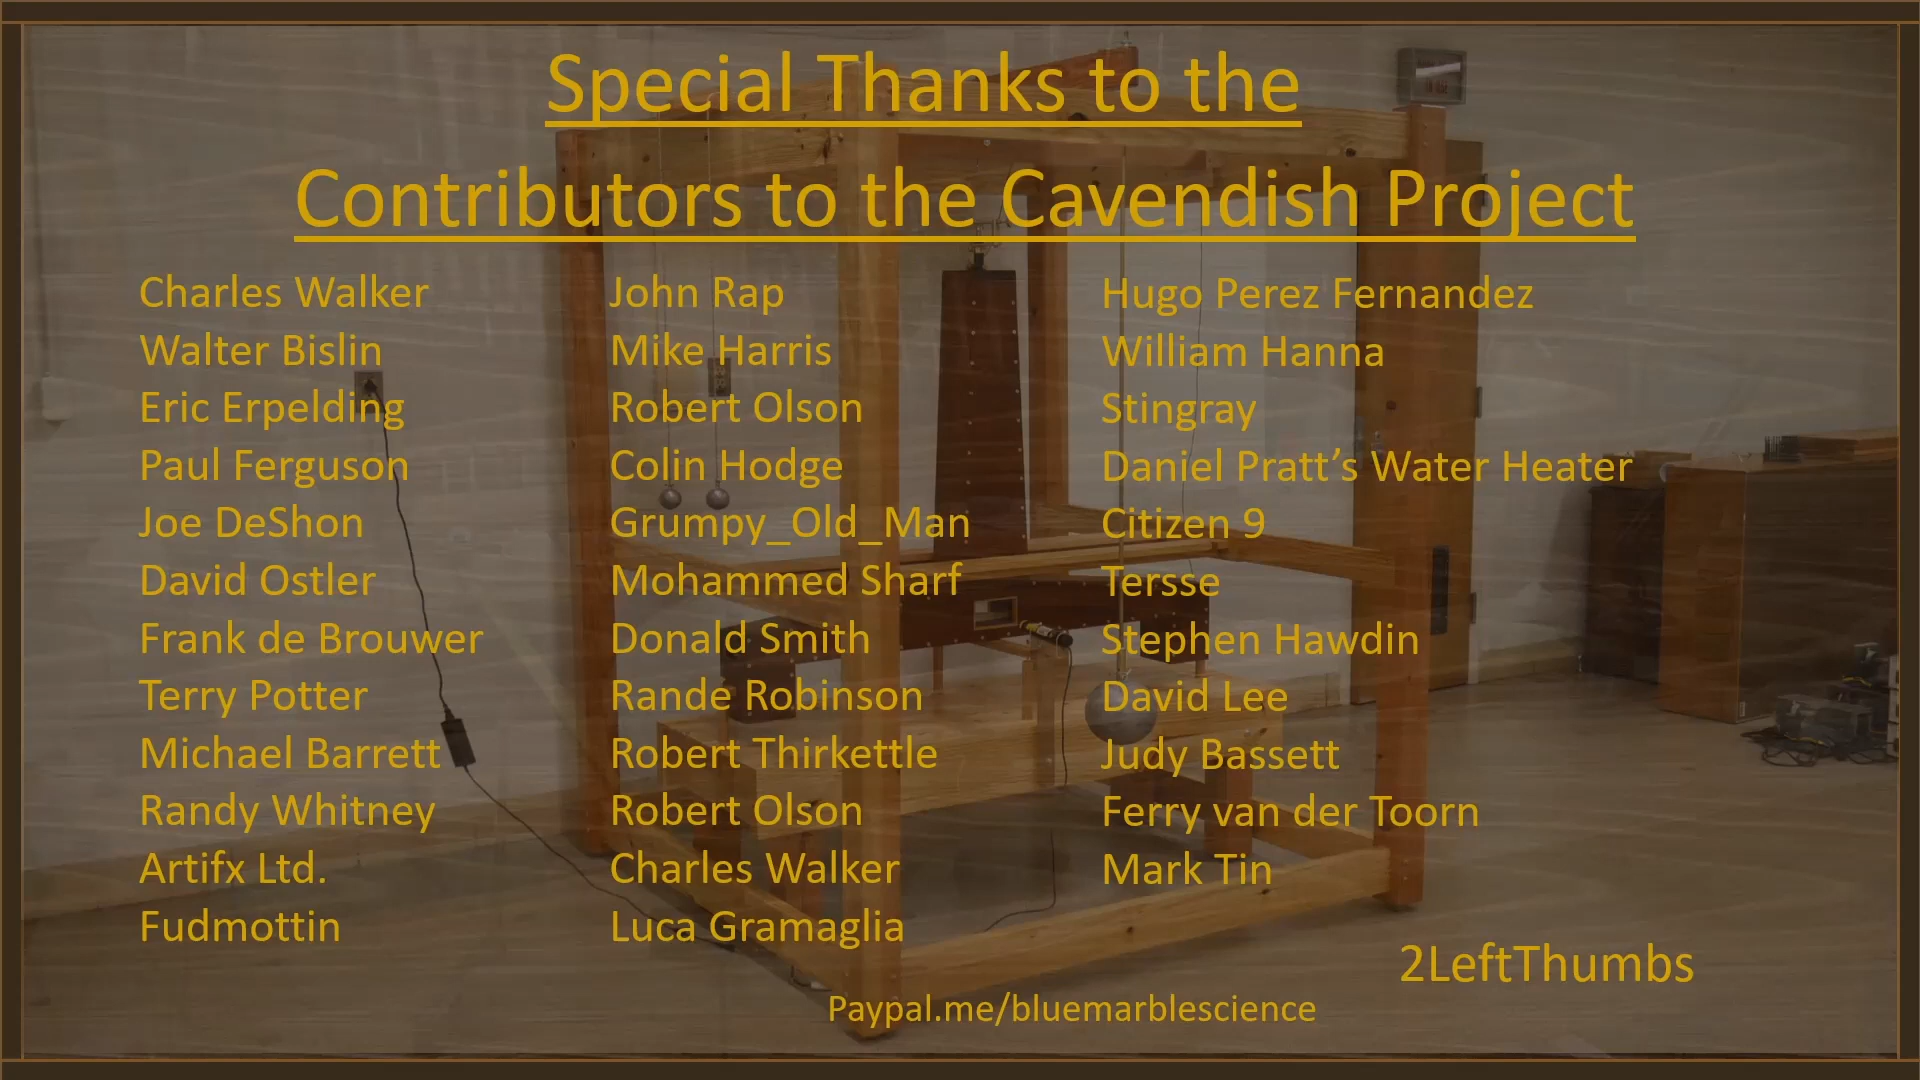 Special Thanks to the
Contributors to the Cavendish Project
Charles Walker
Walter Bislin
Eric Erpelding
Paul Ferguson
Joe DeShon
David Ostler
Frank de Brouwer
Terry Potter
Michael Barrett
Randy Whitney
Artifx Ltd.
Fudmottin
John Rap
Mike Harris
Robert Olson
Colin Hodge
Grumpy_Old_Man
Mohammed Sharf
Donald Smith
Rande Robinson
Robert Thirkettle
Robert Olson
Charles Walker
Luca Gramaglia
Hugo Perez Fernandez
William Hanna
Stingray
Daniel Pratt’s Water Heater
Citizen 9
Tersse
Stephen Hawdin
David Lee
Judy Bassett
Ferry van der Toorn
Mark Tin
2LeftThumbs
Paypal.me/bluemarblescience